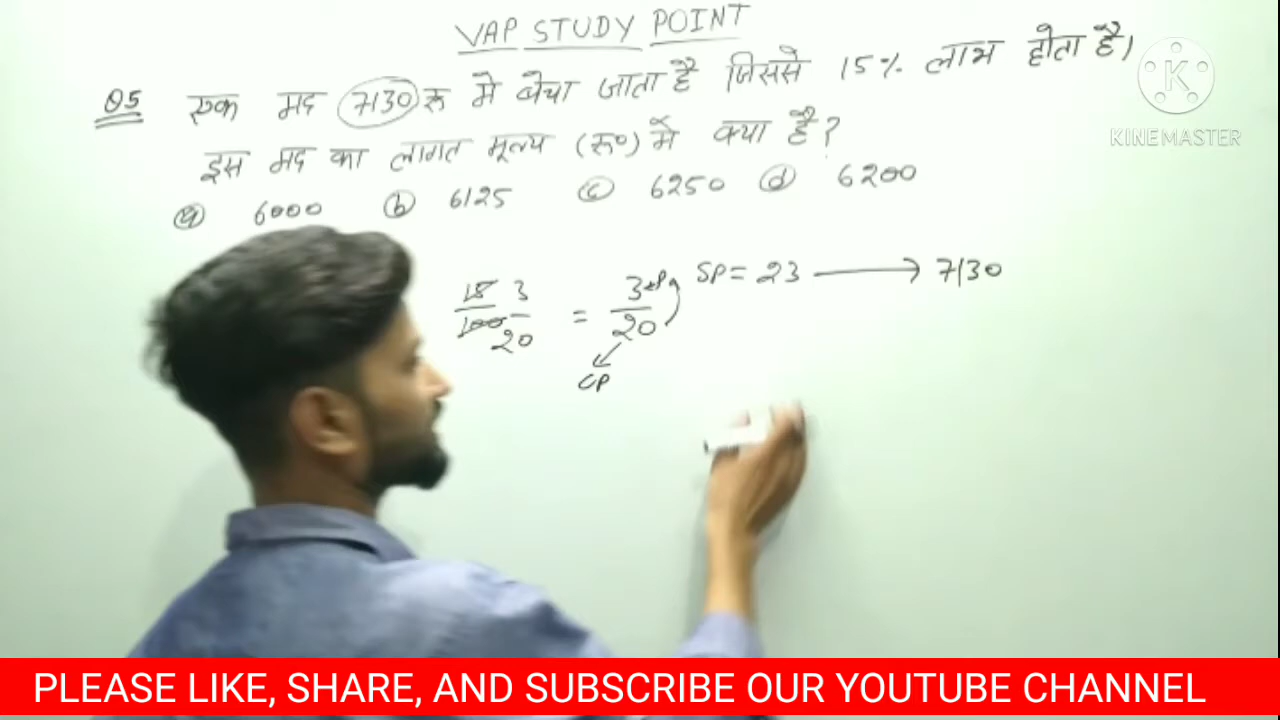 VAP STUDY POINT
Q5 एक मद 7130 रू मे बेचा जाता है जिससे 15% लाभ होता है।
इस मद का लागत मूल्य (रू०) मे क्या है?
a 6000 b 6125 c 6250 d 6200
K
KINEMASTER
15/100 3/20 = 3/20 SP = 23 → 7130
CP
PLEASE LIKE, SHARE, AND SUBSCRIBE OUR YOUTUBE CHANNEL